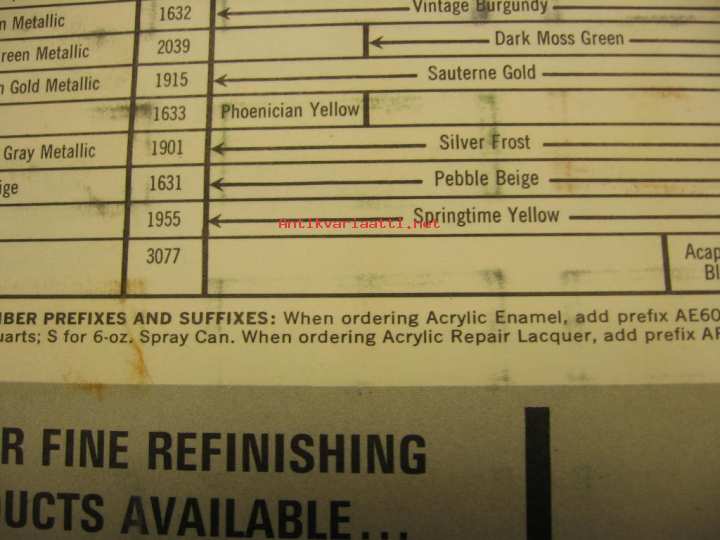 n Metallic 1632 Vintage Burgundy
reen Metallic 2039 Dark Moss Green
n Gold Metallic 1915 Sauterne Gold
1633 Phoenician Yellow
Gray Metallic 1901 Silver Frost
ige 1631 Pebble Beige
1955 Springtime Yellow
Antikvariaatti.net
3077 Acap
Bl
IBER PREFIXES AND SUFFIXES: When ordering Acrylic Enamel, add prefix AE60
uarts; S for 6-oz. Spray Can. When ordering Acrylic Repair Lacquer, add prefix AR
R FINE REFINISHING
DUCTS AVAILABLE...